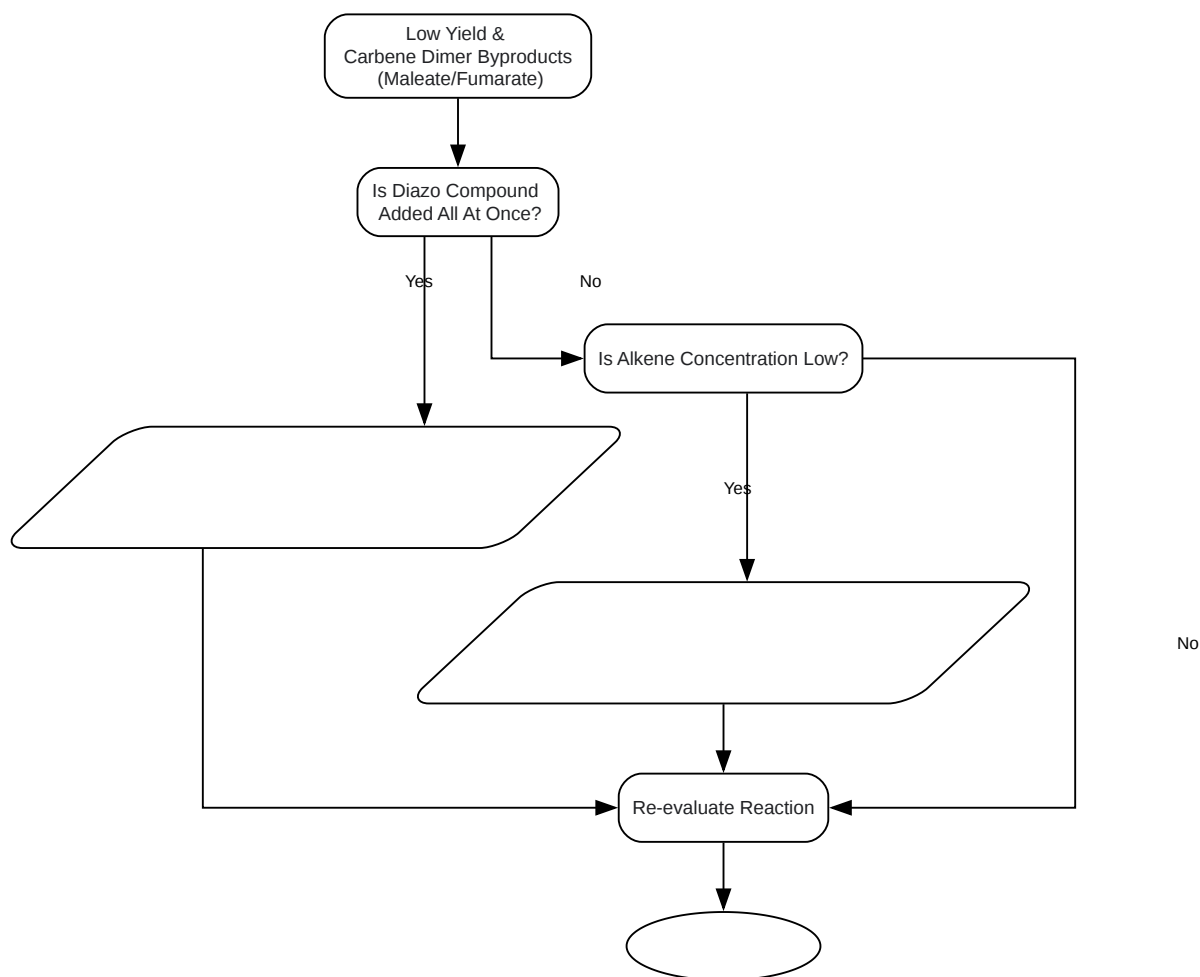 Low Yield &
Carbene Dimer Byproducts
(Maleate/Fumarate)
Is Diazo Compound
Added All At Once?
Yes
No
Is Alkene Concentration Low?
Yes
No
Re-evaluate Reaction